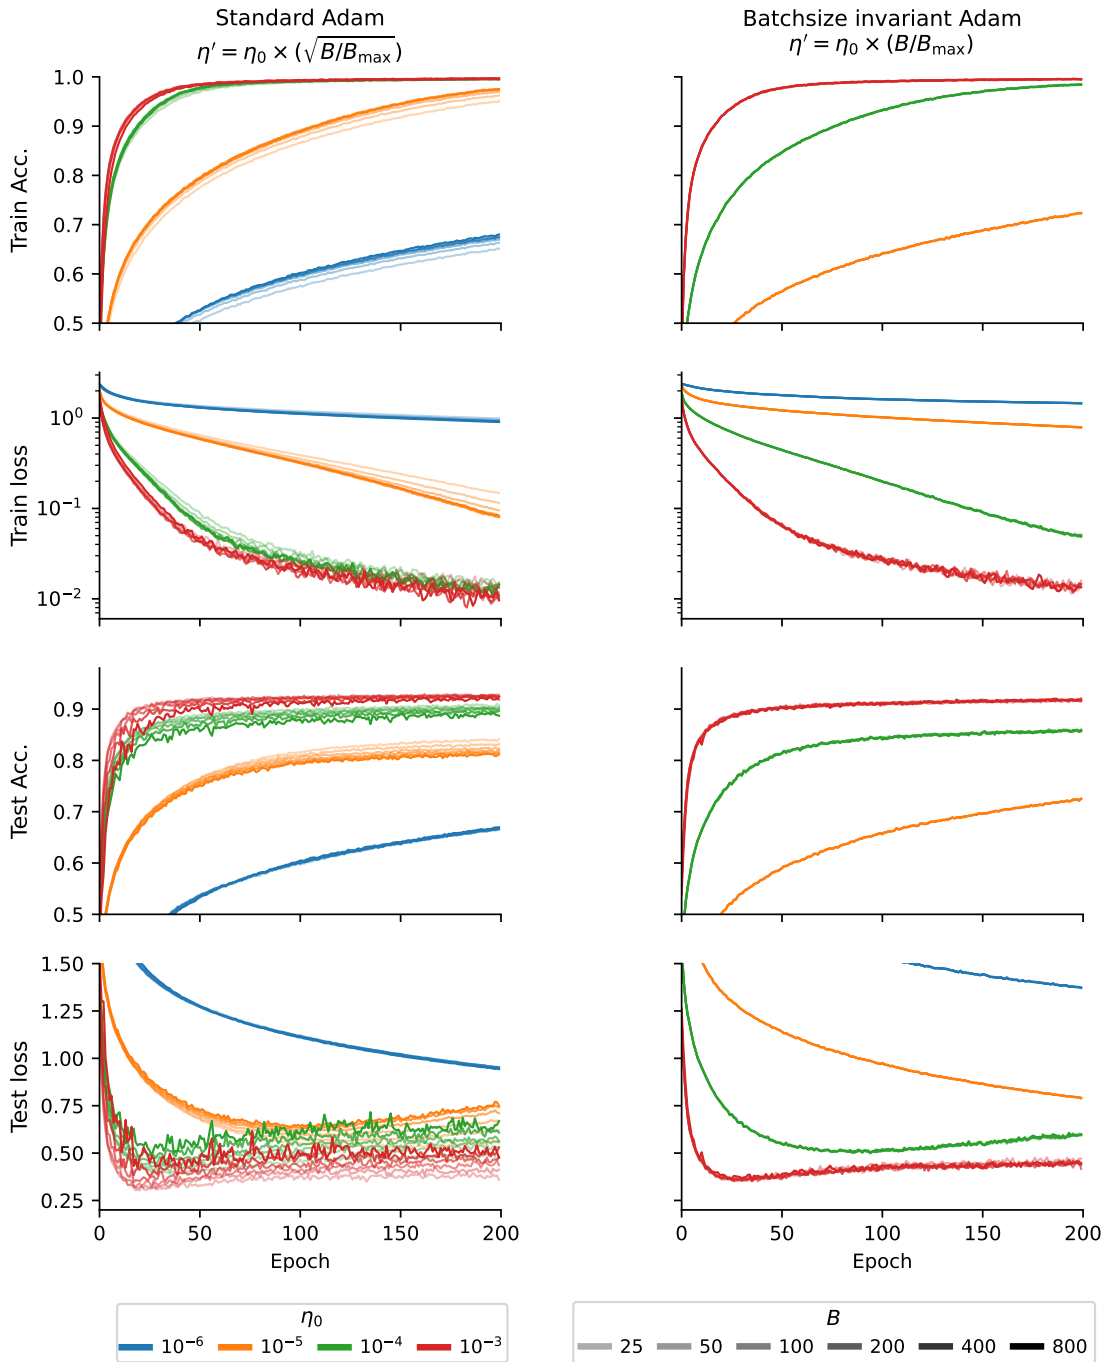 Standard Adam
η′ = η₀ × (√B/Bₘₐₓ)
Batchsize invariant Adam
η′ = η₀ × (B/Bₘₐₓ)
Train Acc.
1.0
0.9
0.8
0.7
0.6
0.5
Train loss
10⁰
10⁻¹
10⁻²
Test Acc.
0.9
0.8
0.7
0.6
0.5
Test loss
1.50
1.25
1.00
0.75
0.50
0.25
0 50 100 150 200
Epoch
0 50 100 150 200
Epoch
η₀
10⁻⁶ 10⁻⁵ 10⁻⁴ 10⁻³
B
25 50 100 200 400 800